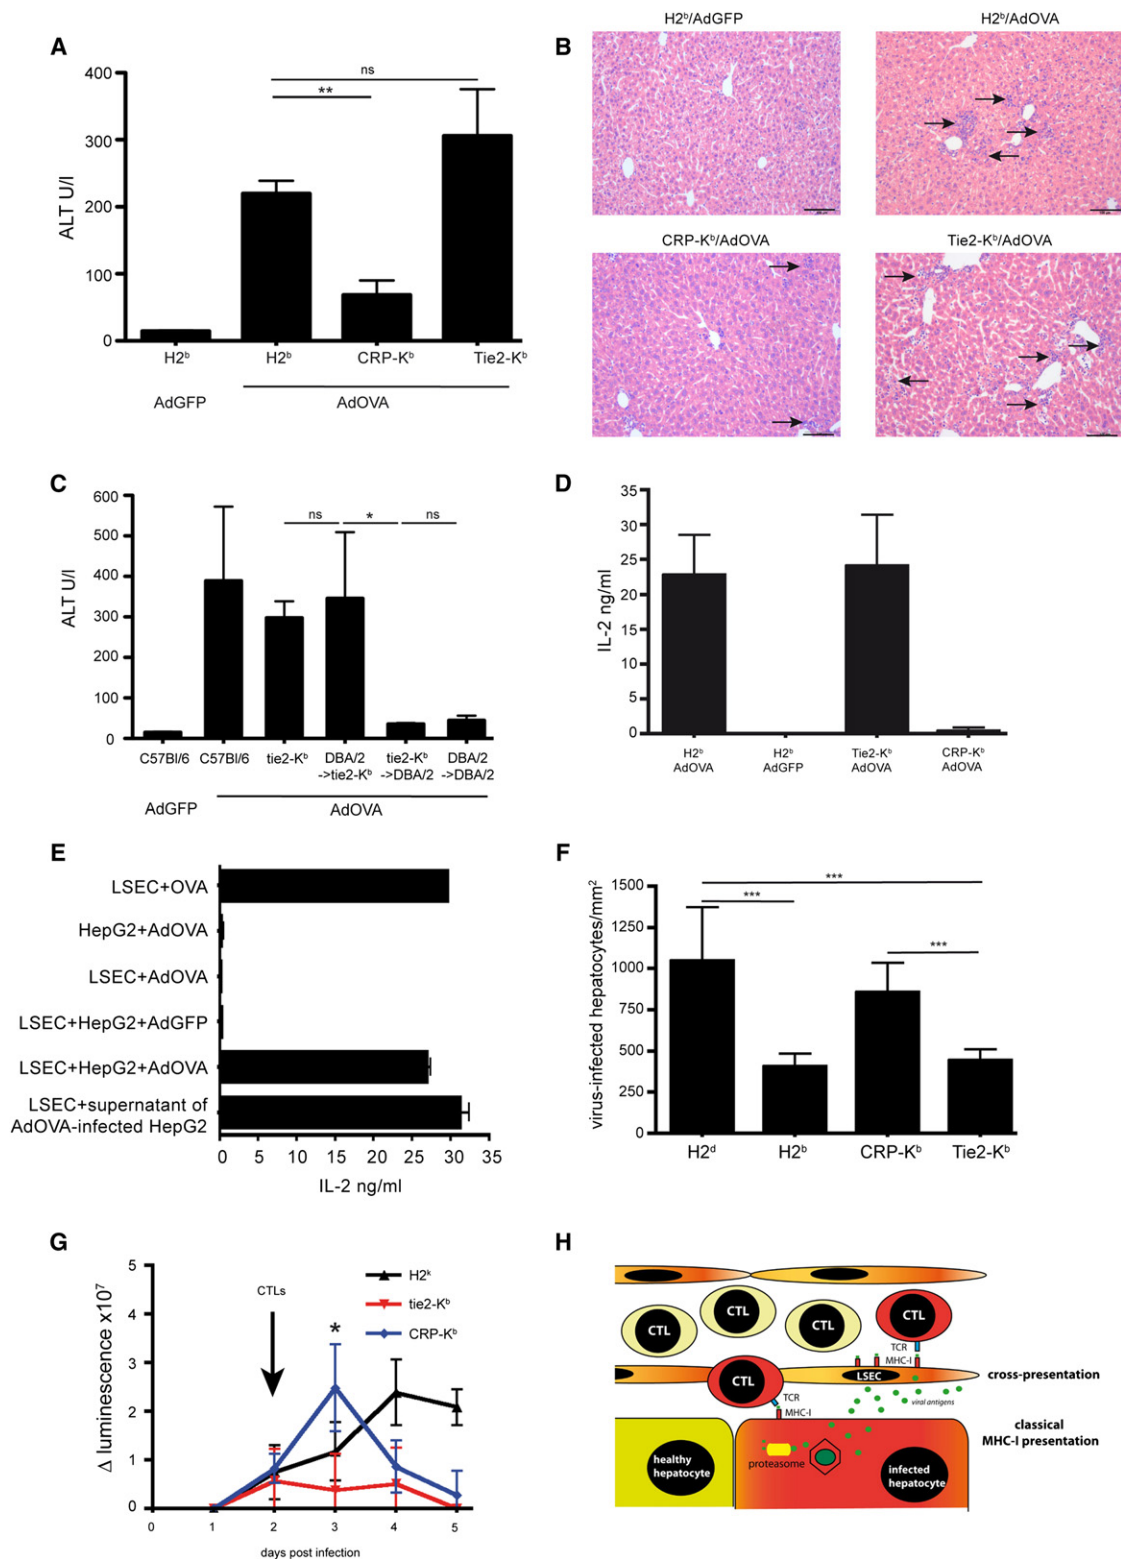 A
400
300
200
100
0
ALT U/l
ns
**
H2ᵇ
H2ᵇ
CRP-Kᵇ
Tie2-Kᵇ
AdGFP
AdOVA
B
H2ᵇ/AdGFP
H2ᵇ/AdOVA
CRP-Kᵇ/AdOVA
Tie2-Kᵇ/AdOVA
C
600
500
400
300
200
100
0
ALT U/l
ns
*
ns
C57Bl/6
C57Bl/6
tie2-Kᵇ
DBA/2
->tie2-Kᵇ
tie2-Kᵇ
->DBA/2
DBA/2
->DBA/2
AdGFP
AdOVA
D
35
30
25
20
15
10
5
0
IL-2 ng/ml
H2ᵇ
AdOVA
H2ᵇ
AdGFP
Tie2-Kᵇ
AdOVA
CRP-Kᵇ
AdOVA
E
LSEC+OVA
HepG2+AdOVA
LSEC+AdOVA
LSEC+HepG2+AdGFP
LSEC+HepG2+AdOVA
LSEC+supernatant of
AdOVA-infected HepG2
0 5 10 15 20 25 30 35
IL-2 ng/ml
F
1500
1250
1000
750
500
250
0
virus-infected hepatocytes/mm²
***
***
***
H2ᵈ
H2ᵇ
CRP-Kᵇ
Tie2-Kᵇ
G
5
4
3
2
1
0
Δ luminescence x10⁷
CTLs
*
H2ᵏ
tie2-Kᵇ
CRP-Kᵇ
0 1 2 3 4 5
days post infection
H
CTL
CTL
CTL
CTL
TCR
MHC-I
CTL
LSEC
cross-presentation
TCR
viral antigens
MHC-I
classical
MHC-I presentation
proteasome
healthy
hepatocyte
infected
hepatocyte